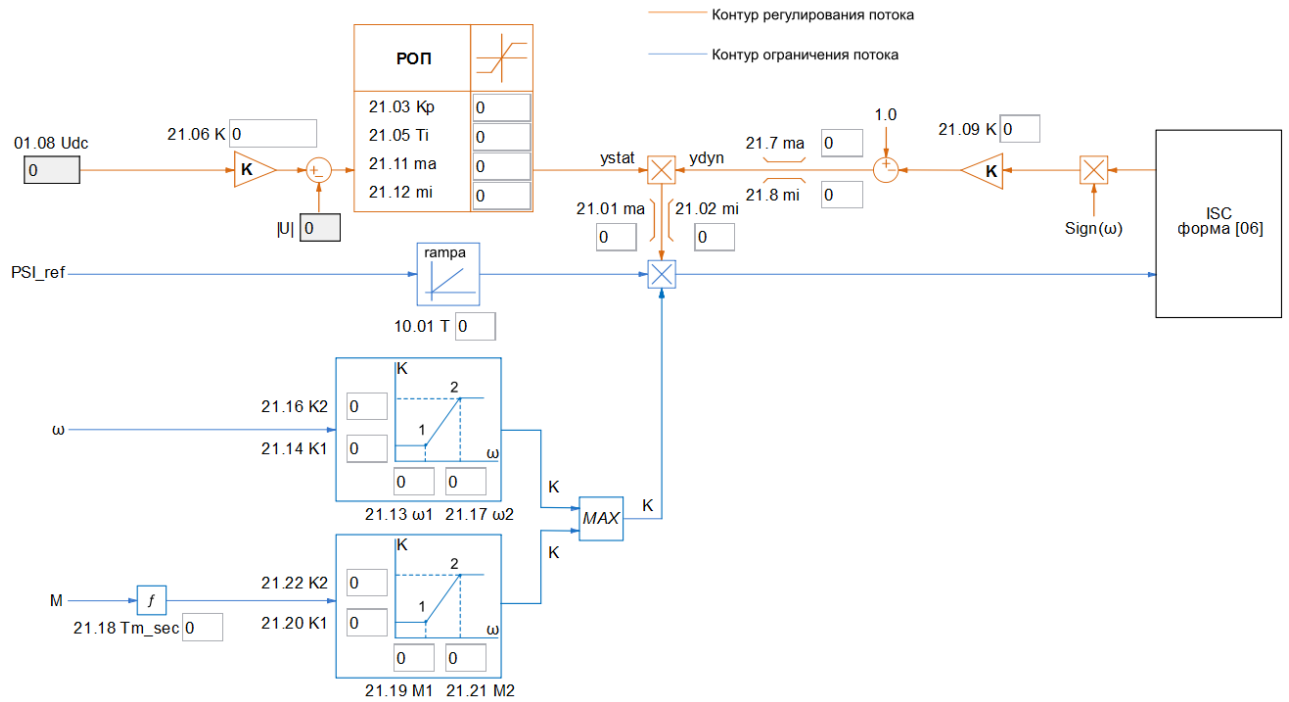 Контур регулирования потока
Контур ограничения потока
РОП
21.03 Kp 0
21.05 Ti 0
21.11 ma 0
21.12 mi 0
01.08 Udc
0
21.06 K 0
K
+
−
|U| 0
ystat
ydyn
21.7 ma 0
21.8 mi 0
1.0
+
−
21.09 K 0
K
Sign(ω)
ISC
форма [06]
21.01 ma
0
21.02 mi
0
PSI_ref
rampa
10.01 T 0
ω
21.16 K2 0
21.14 K1 0
K
2
1
ω
0 0
21.13 ω1 21.17 ω2
K
MAX
K
K
M
f
21.18 Tm_sec 0
21.22 K2 0
21.20 K1 0
K
2
1
ω
0 0
21.19 M1 21.21 M2